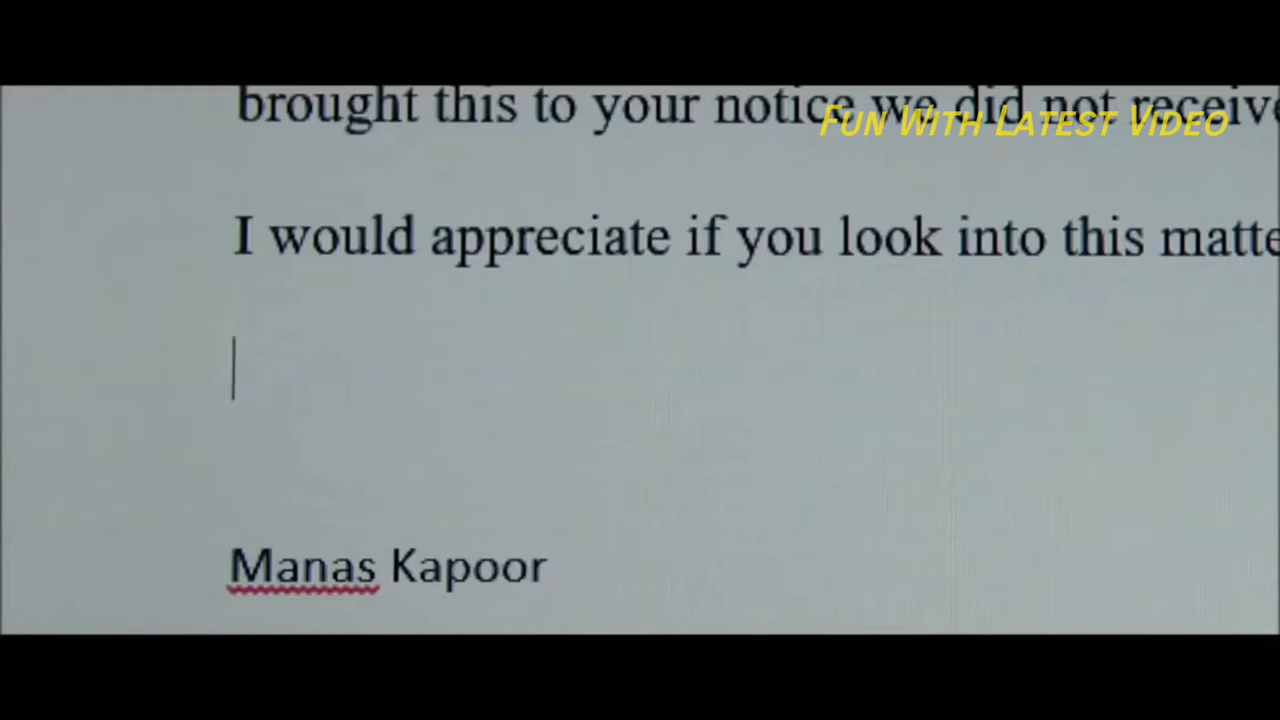 brought this to your notice we did not receive
FUN WITH LATEST VIDEO
I would appreciate if you look into this matte
Manas Kapoor